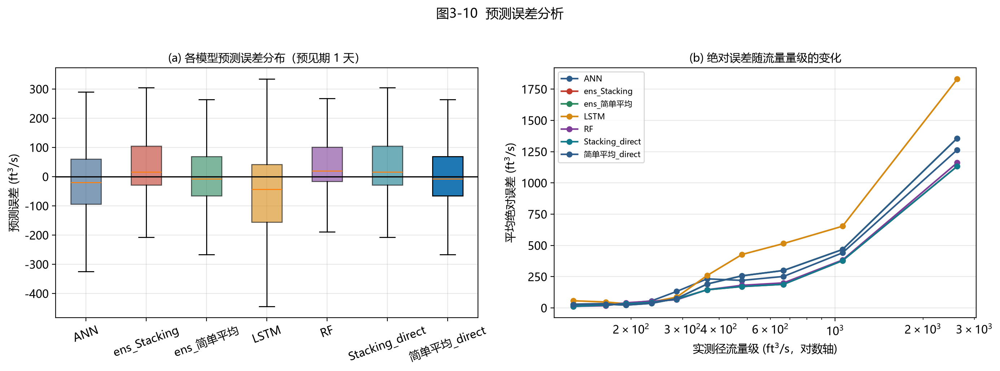 图3-10 预测误差分析
(a) 各模型预测误差分布（预见期 1 天）
预测误差 (ft³/s)
300
200
100
0
-100
-200
-300
-400
ANN
ens_Stacking
ens_简单平均
LSTM
RF
Stacking_direct
简单平均_direct
(b) 绝对误差随流量量级的变化
平均绝对误差 (ft³/s)
1750
1500
1250
1000
750
500
250
0
ANN
ens_Stacking
ens_简单平均
LSTM
RF
Stacking_direct
简单平均_direct
2 × 10² 3 × 10² 4 × 10² 6 × 10² 10³ 2 × 10³ 3 × 10³
实测径流量级 (ft³/s，对数轴)